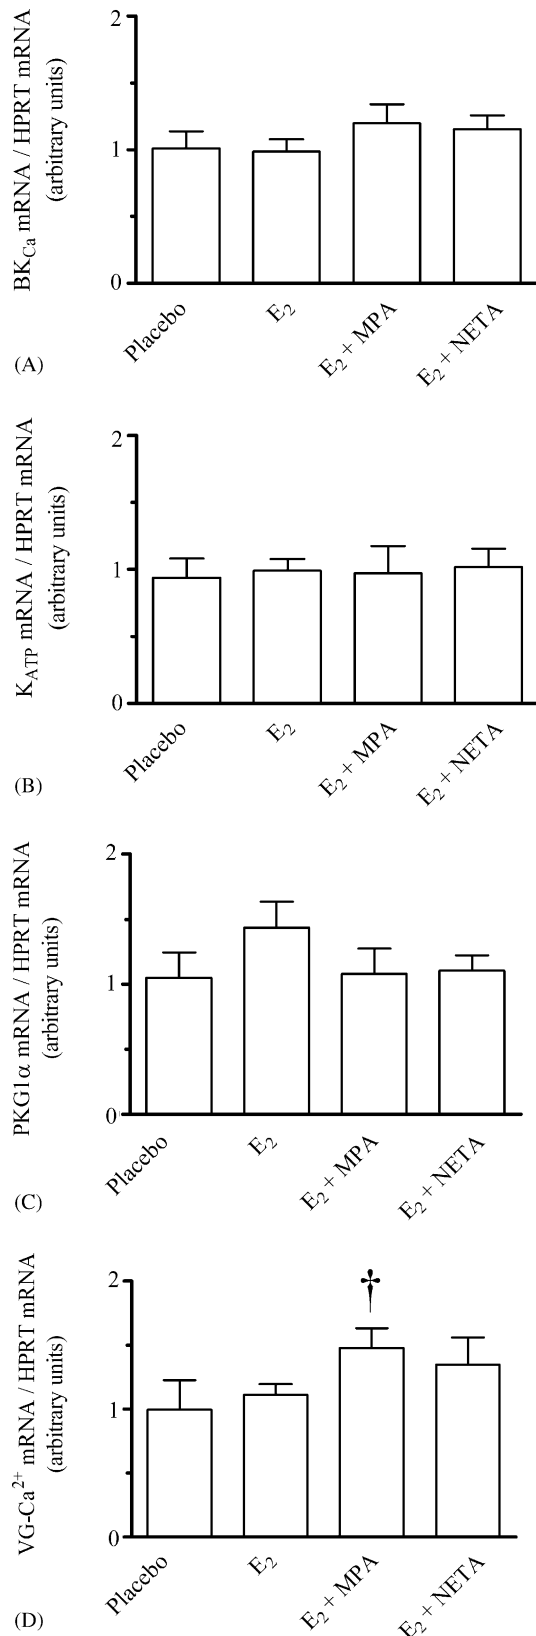 BKCa mRNA / HPRT mRNA
(arbitrary units)
2
1
0
Placebo
E2
E2 + MPA
E2 + NETA
(A)
KATP mRNA / HPRT mRNA
(arbitrary units)
2
1
0
Placebo
E2
E2 + MPA
E2 + NETA
(B)
PKG1α mRNA / HPRT mRNA
(arbitrary units)
2
1
0
Placebo
E2
E2 + MPA
E2 + NETA
(C)
VG-Ca2+ mRNA / HPRT mRNA
(arbitrary units)
2
†
1
0
Placebo
E2
E2 + MPA
E2 + NETA
(D)